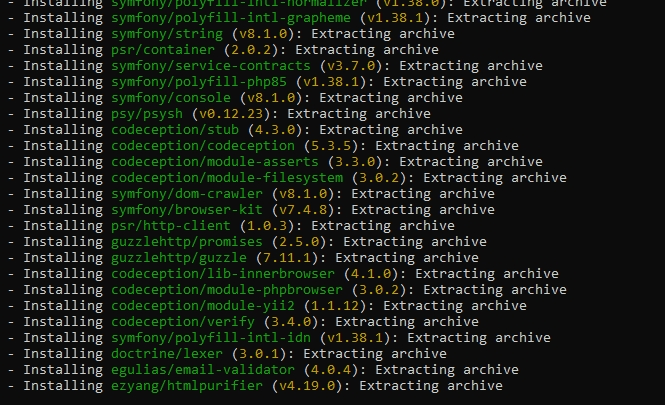 - Installing symfony/polyfill-intl-normalizer (v1.38.0): Extracting archive
- Installing symfony/polyfill-intl-grapheme (v1.38.1): Extracting archive
- Installing symfony/string (v8.1.0): Extracting archive
- Installing psr/container (2.0.2): Extracting archive
- Installing symfony/service-contracts (v3.7.0): Extracting archive
- Installing symfony/polyfill-php85 (v1.38.1): Extracting archive
- Installing symfony/console (v8.1.0): Extracting archive
- Installing psy/psysh (v0.12.23): Extracting archive
- Installing codeception/stub (4.3.0): Extracting archive
- Installing codeception/codeception (5.3.5): Extracting archive
- Installing codeception/module-asserts (3.3.0): Extracting archive
- Installing codeception/module-filesystem (3.0.2): Extracting archive
- Installing symfony/dom-crawler (v8.1.0): Extracting archive
- Installing symfony/browser-kit (v7.4.8): Extracting archive
- Installing psr/http-client (1.0.3): Extracting archive
- Installing guzzlehttp/promises (2.5.0): Extracting archive
- Installing guzzlehttp/guzzle (7.11.1): Extracting archive
- Installing codeception/lib-innerbrowser (4.1.0): Extracting archive
- Installing codeception/module-phpbrowser (3.0.2): Extracting archive
- Installing codeception/module-yii2 (1.1.12): Extracting archive
- Installing codeception/verify (3.4.0): Extracting archive
- Installing symfony/polyfill-intl-idn (v1.38.1): Extracting archive
- Installing doctrine/lexer (3.0.1): Extracting archive
- Installing egulias/email-validator (4.0.4): Extracting archive
- Installing ezyang/htmlpurifier (v4.19.0): Extracting archive